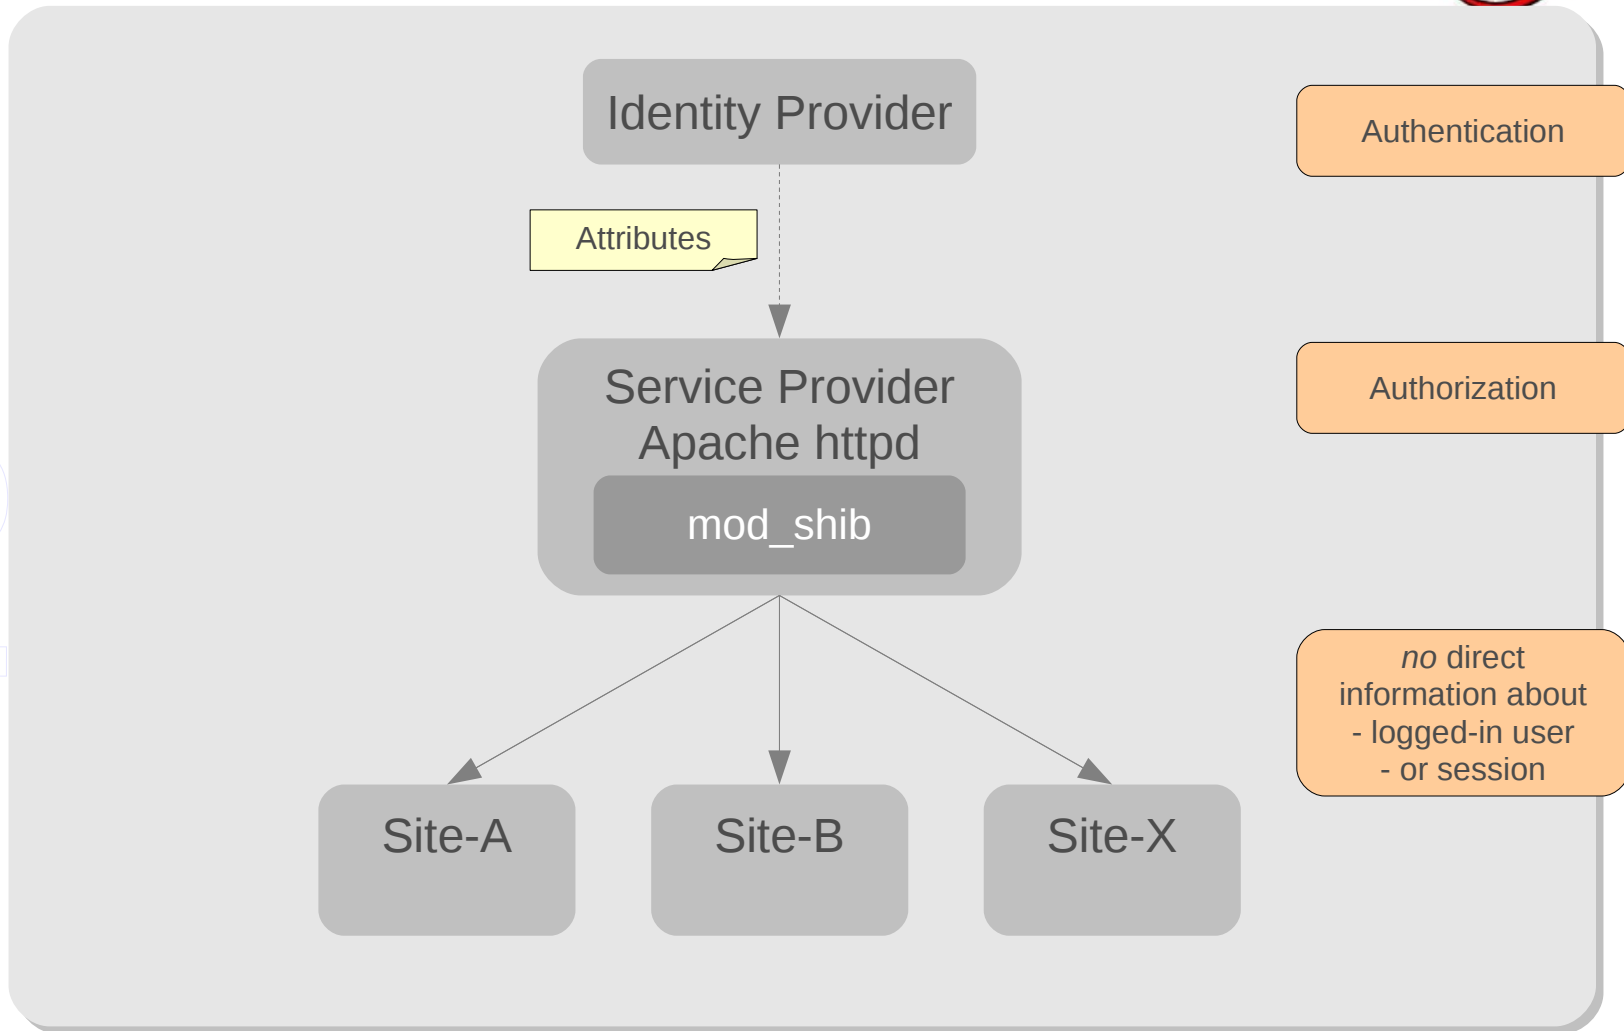 Identity Provider
Authentication
Attributes
Service Provider
Apache httpd
Authorization
mod_shib
no direct
information about
- logged-in user
- or session
Site-A
Site-B
Site-X